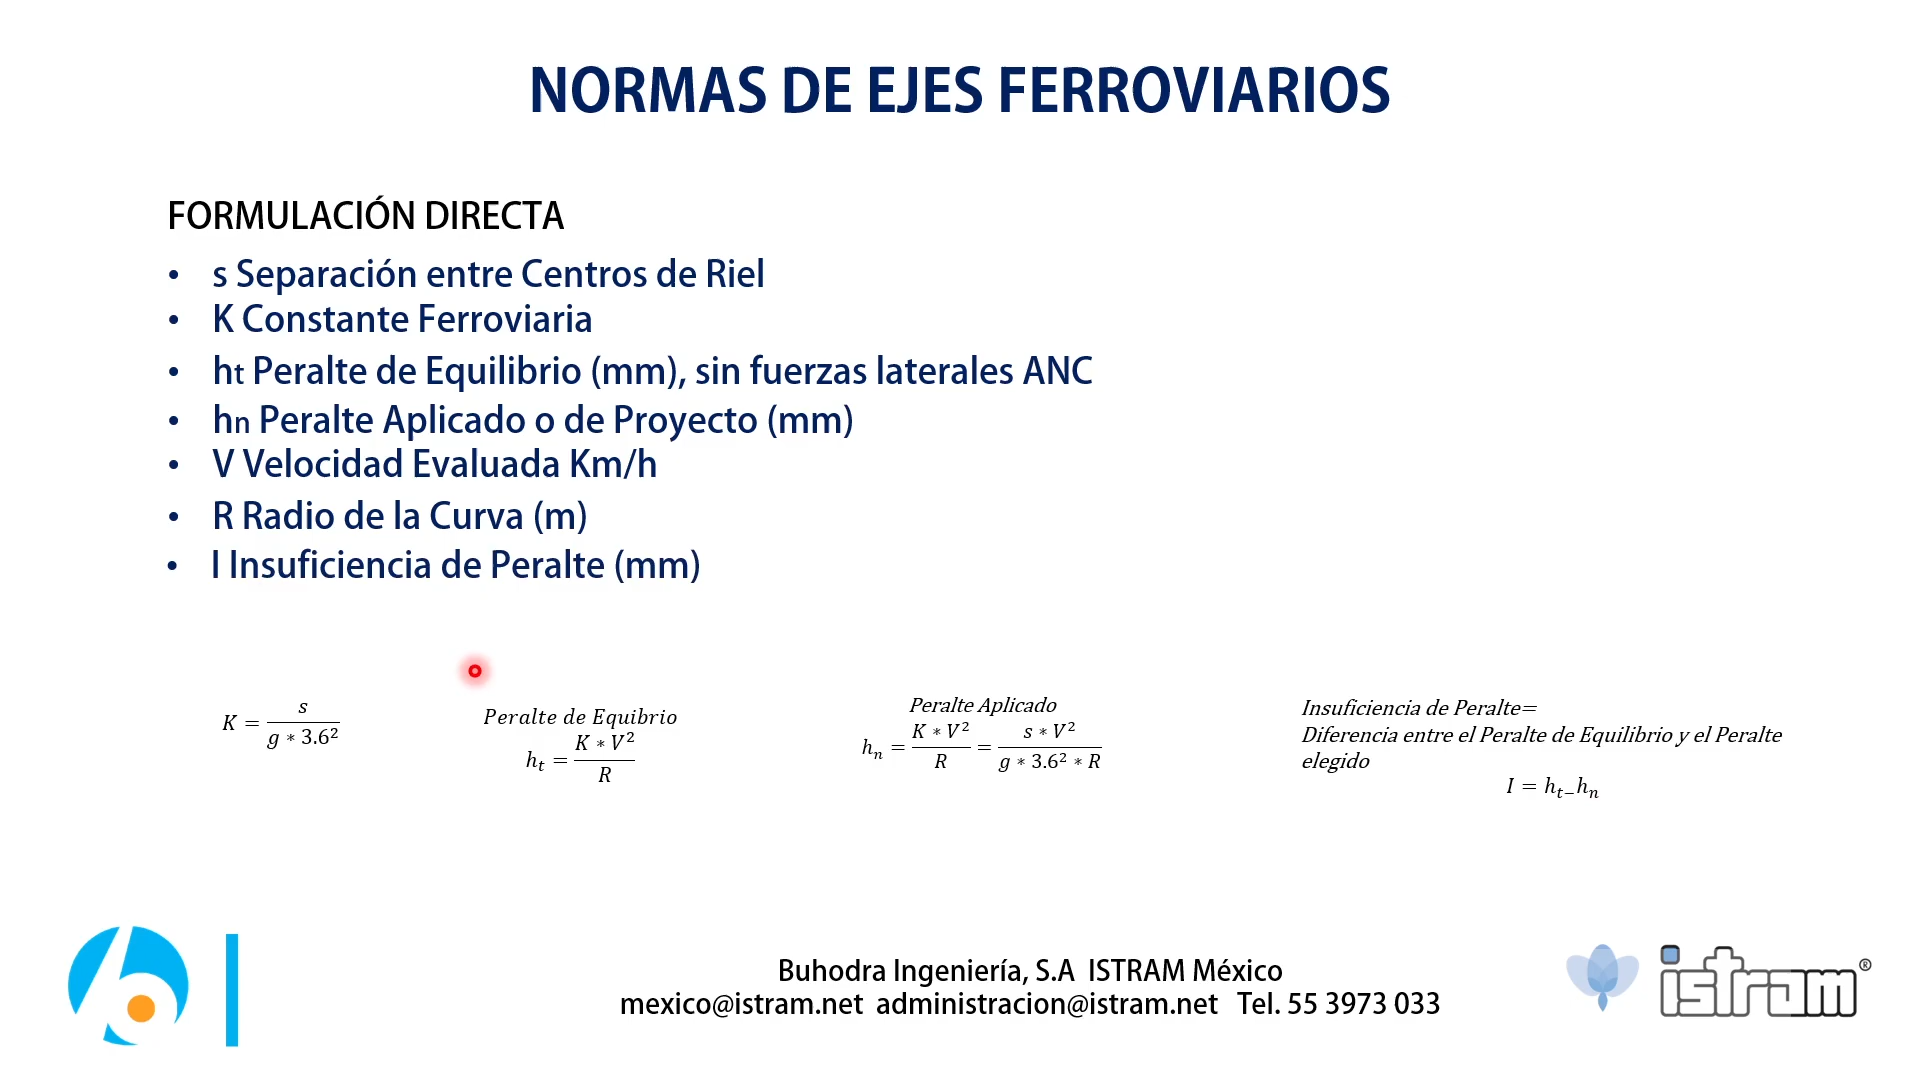 NORMAS DE EJES FERROVIARIOS
FORMULACIÓN DIRECTA
• s Separación entre Centros de Riel
• K Constante Ferroviaria
• ht Peralte de Equilibrio (mm), sin fuerzas laterales ANC
• hn Peralte Aplicado o de Proyecto (mm)
• V Velocidad Evaluada Km/h
• R Radio de la Curva (m)
• I Insuficiencia de Peralte (mm)
K = s / (g * 3.6²)
Peralte de Equibrio
hₜ = (K * V²) / R
Peralte Aplicado
hₙ = (K * V²) / R = (s * V²) / (g * 3.6² * R)
Insuficiencia de Peralte=
Diferencia entre el Peralte de Equilibrio y el Peralte
elegido
I = hₜ₋hₙ
Buhodra Ingeniería, S.A ISTRAM México
mexico@istram.net administracion@istram.net Tel. 55 3973 033
istram®